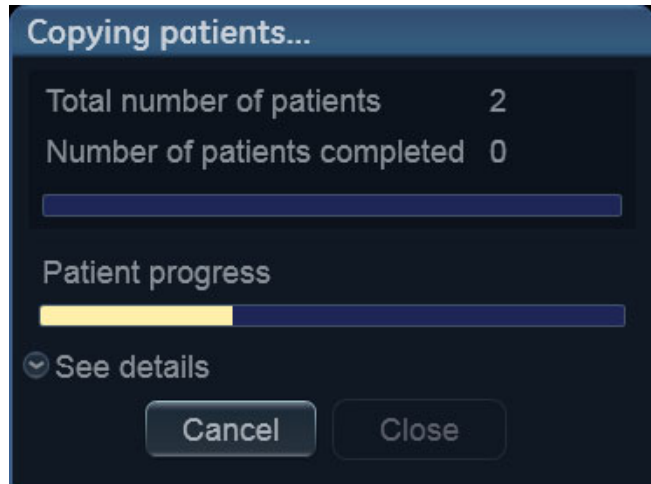 Copying patients...
Total number of patients 2
Number of patients completed 0
Patient progress
See details
Cancel Close